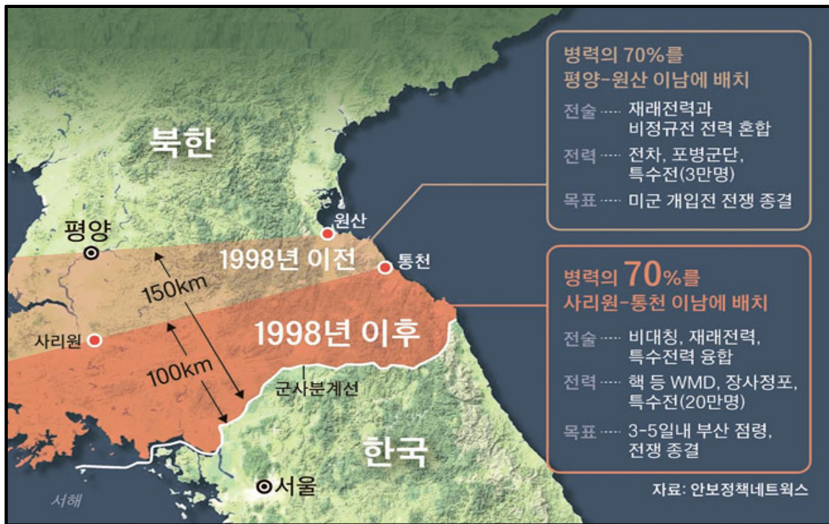 북한
평양
원산
1998년 이전
통천
150km
사리원
1998년 이후
100km
군사분계선
한국
서울
서해
병력의 70%를
평양-원산 이남에 배치
전술 ···· 재래전력과
비정규전 전력 혼합
전력 ···· 전차, 포병군단,
특수전(3만명)
목표 ···· 미군 개입전 전쟁 종결
병력의 70%를
사리원-통천 이남에 배치
전술 ···· 비대칭, 재래전력,
특수전력 융합
전력 ···· 핵 등 WMD, 장사정포,
특수전(20만명)
목표 ···· 3-5일내 부산 점령,
전쟁 종결
자료: 안보정책네트웍스